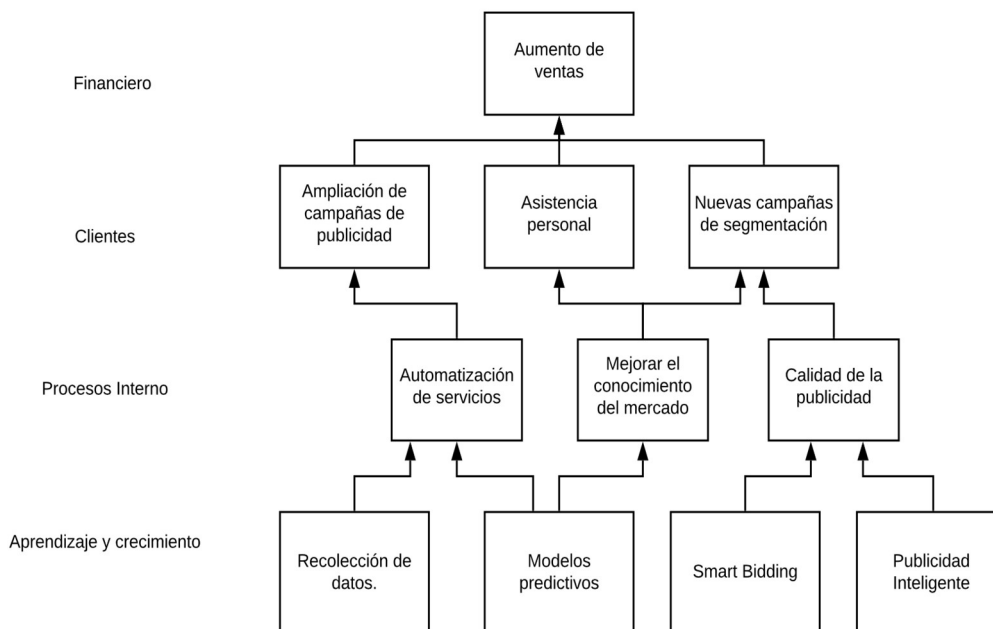 Aumento de
ventas
Financiero
Ampliación de
campañas de
publicidad
Asistencia
personal
Nuevas campañas
de segmentación
Clientes
Automatización
de servicios
Mejorar el
conocimiento
del mercado
Calidad de la
publicidad
Procesos Interno
Aprendizaje y crecimiento
Recolección de
datos.
Modelos
predictivos
Smart Bidding
Publicidad
Inteligente